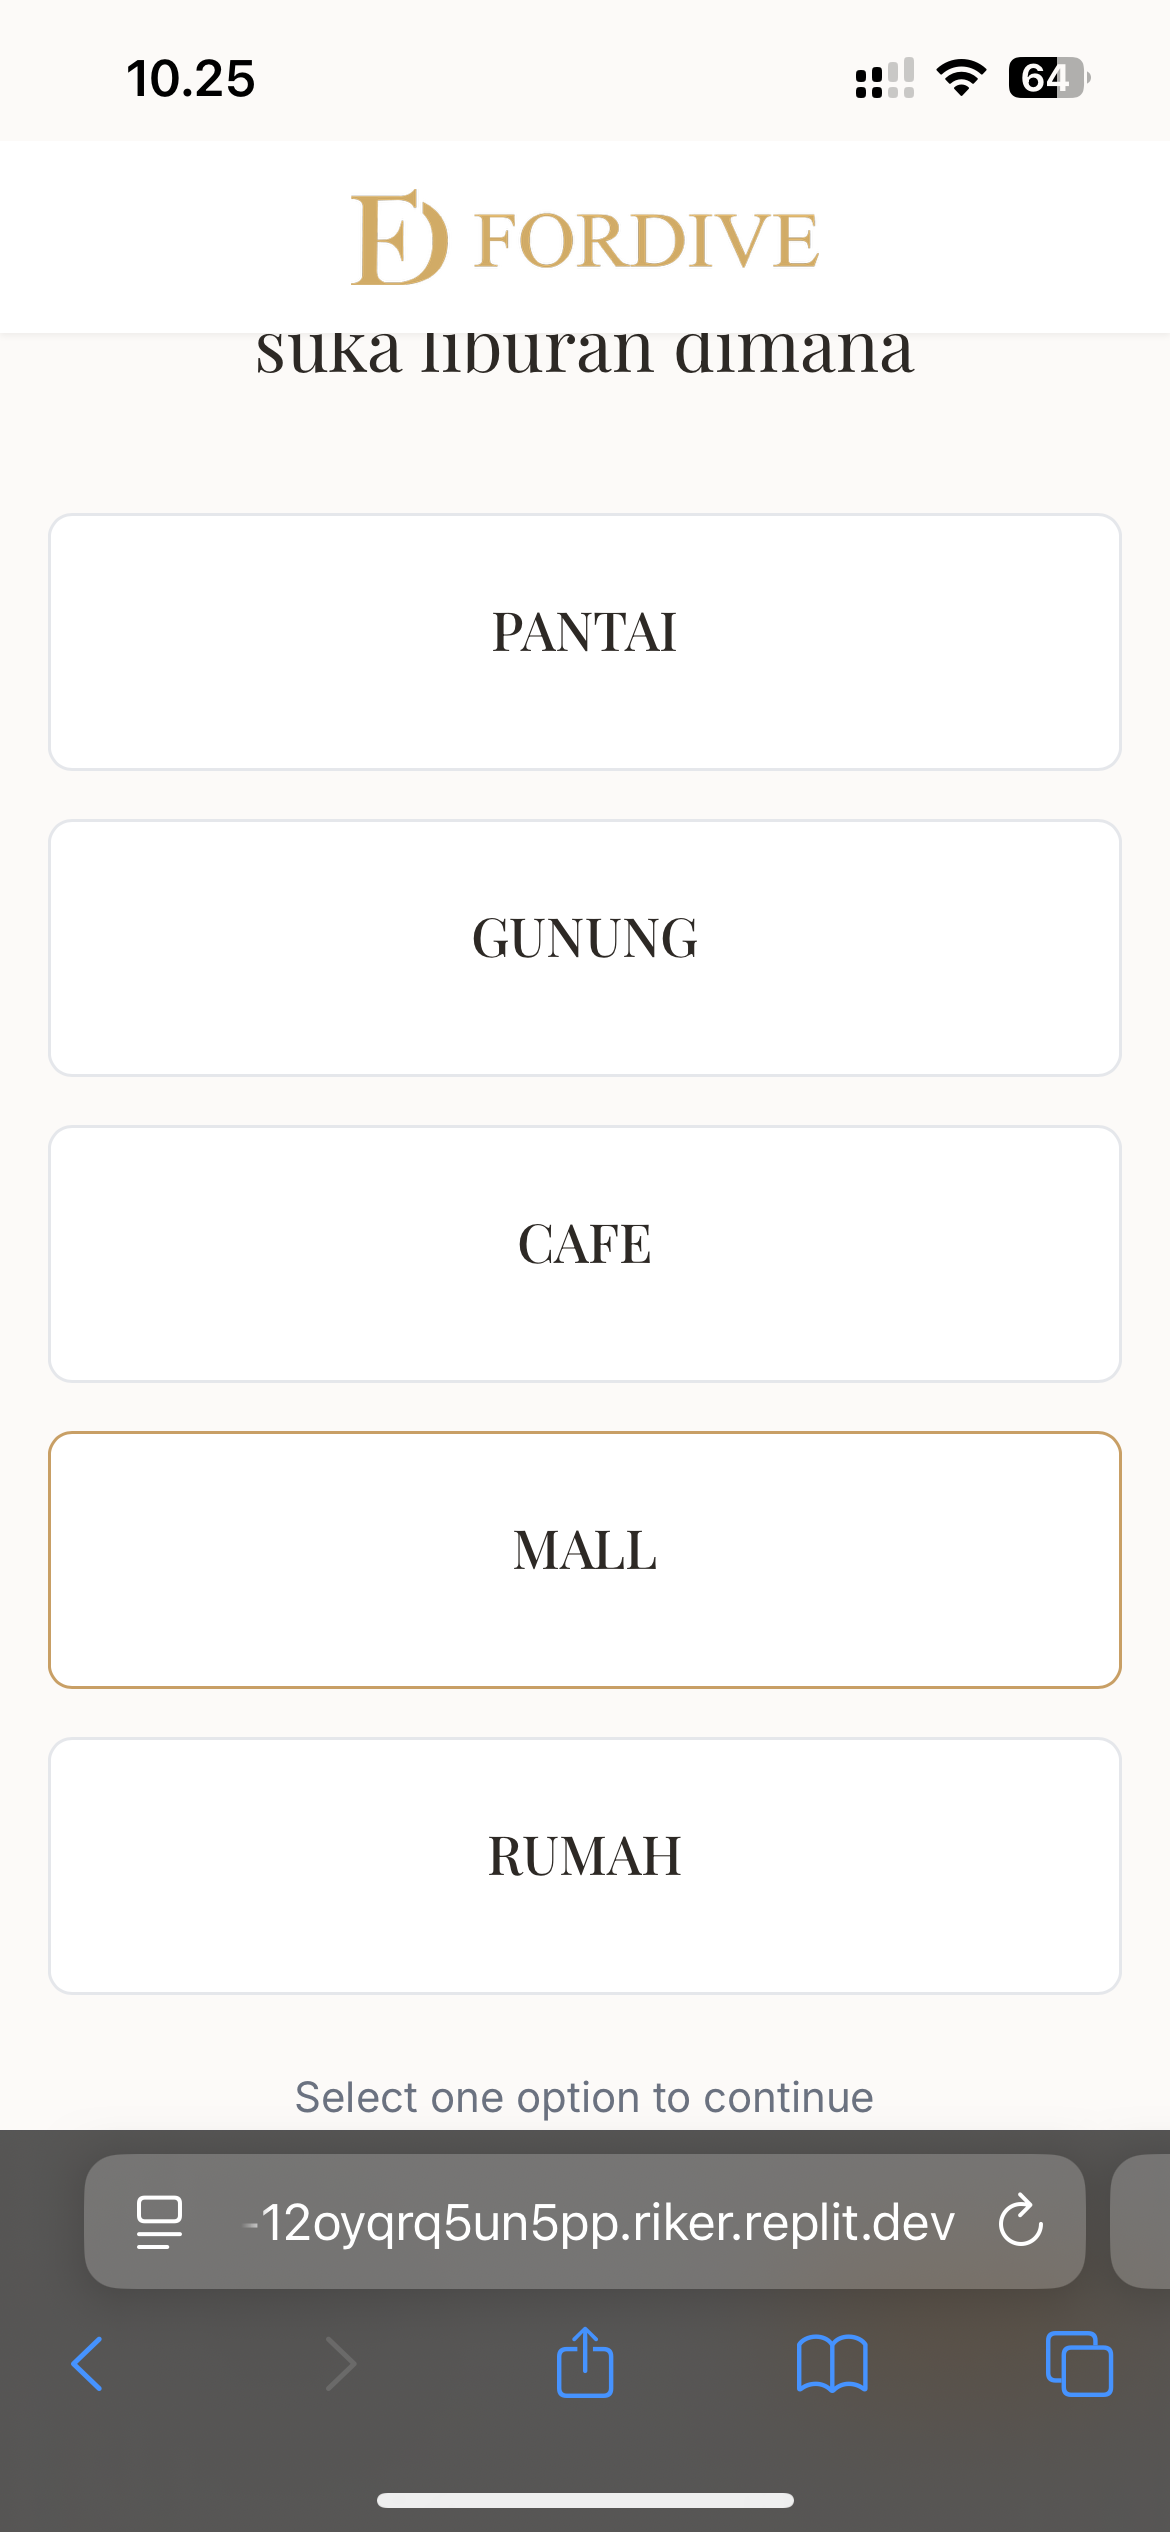 10.25
64
FD FORDIVE
suka liburan dimana
PANTAI
GUNUNG
CAFE
MALL
RUMAH
Select one option to continue
-12oyqrq5un5pp.riker.replit.dev